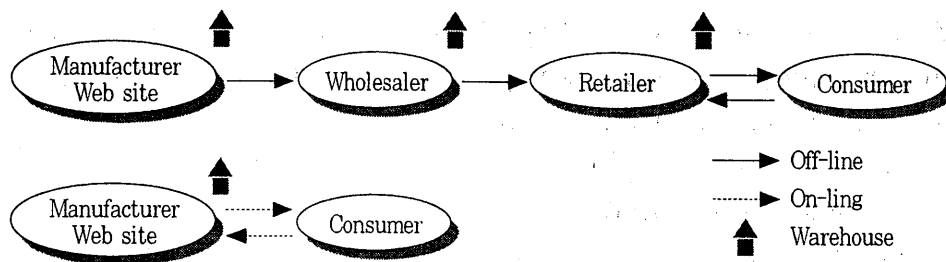 Manufacturer
Web site
Wholesaler
Retailer
Consumer
Off-line
Manufacturer
Web site
Consumer
On-ling
Warehouse